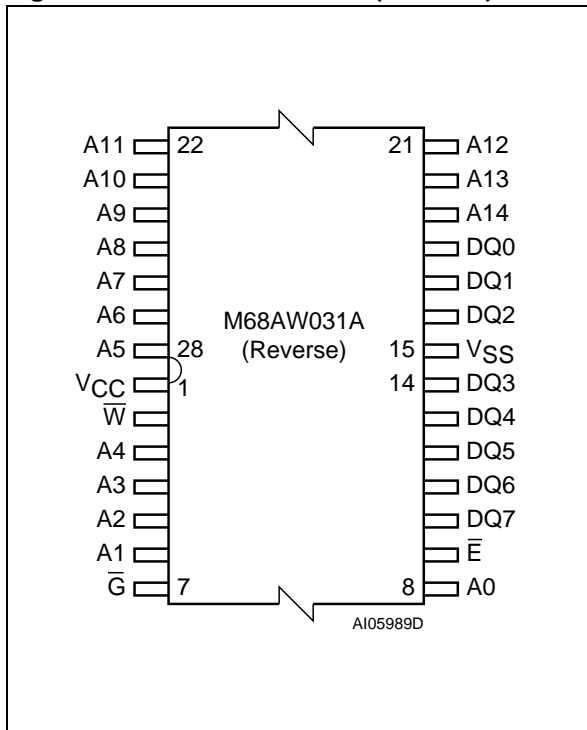 A11 22 21 A12
A10 A13
A9 A14
A8 DQ0
A7 DQ1
A6 M68AW031A DQ2
A5 28 (Reverse) 15 VSS
VCC 1 14 DQ3
W̅ DQ4
A4 DQ5
A3 DQ6
A2 DQ7
A1 E̅
G̅ 7 8 A0
AI05989D